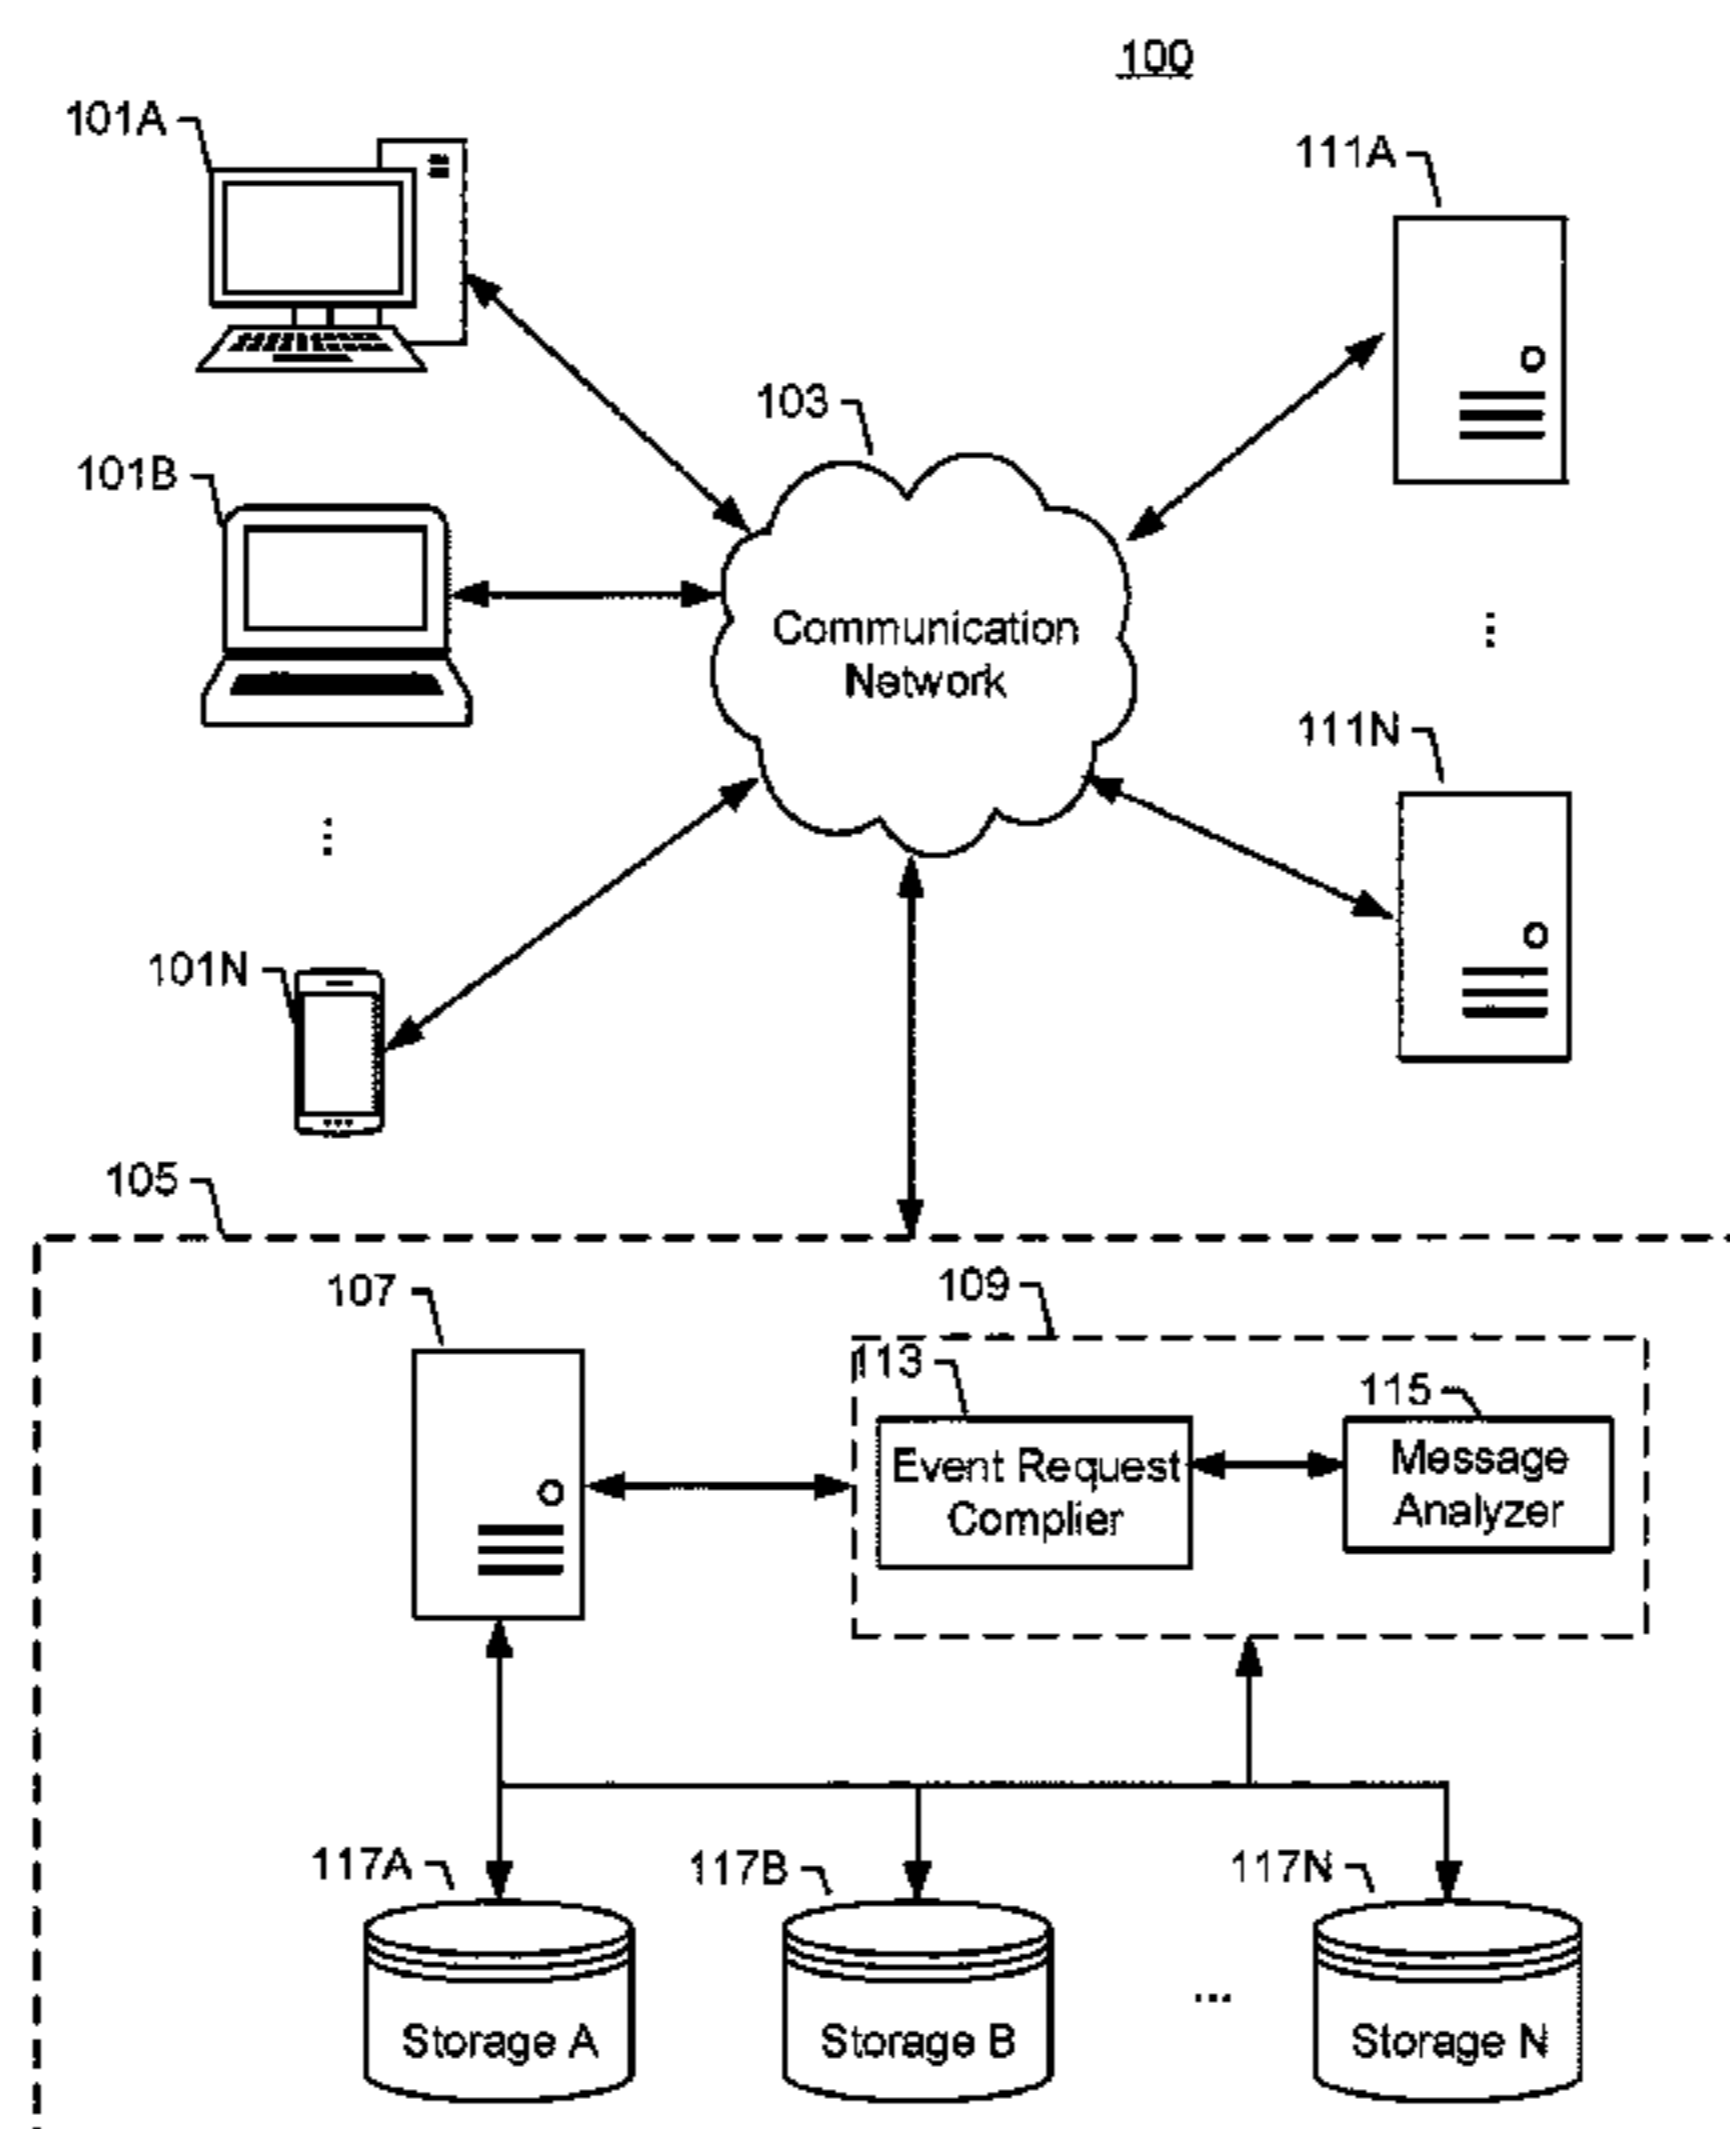 100
101A
111A
103
101B
Communication
Network
111N
⋮
⋮
101N
105
107
109
113
115
Event Request
Complier
Message
Analyzer
117A
117B
117N
Storage A
Storage B
...
Storage N